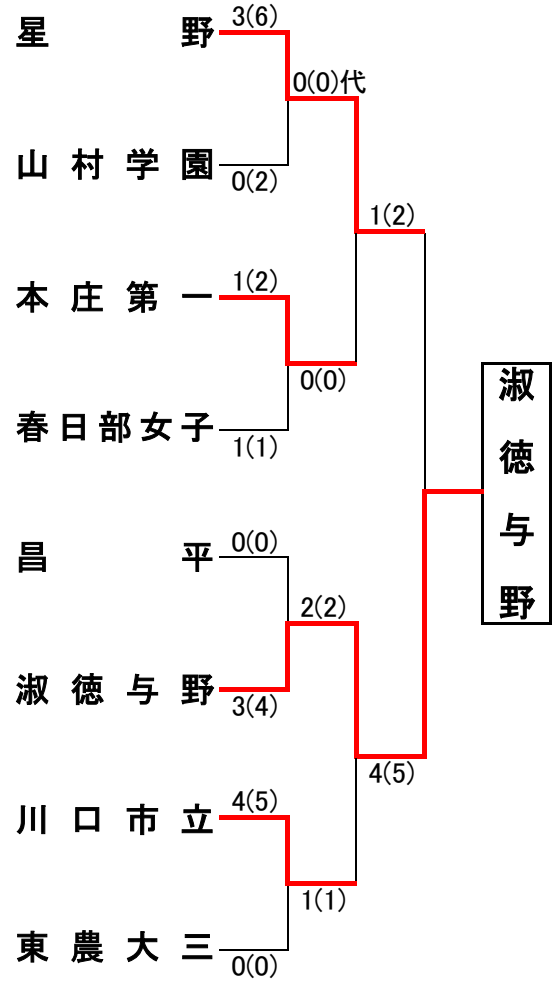 星野
3(6)
0(0)代
山村学園
0(2)
1(2)
本庄第一
1(2)
0(0)
春日部女子
1(1)
淑徳与野
昌平
0(0)
2(2)
淑徳与野
3(4)
4(5)
川口市立
4(5)
1(1)
東農大三
0(0)